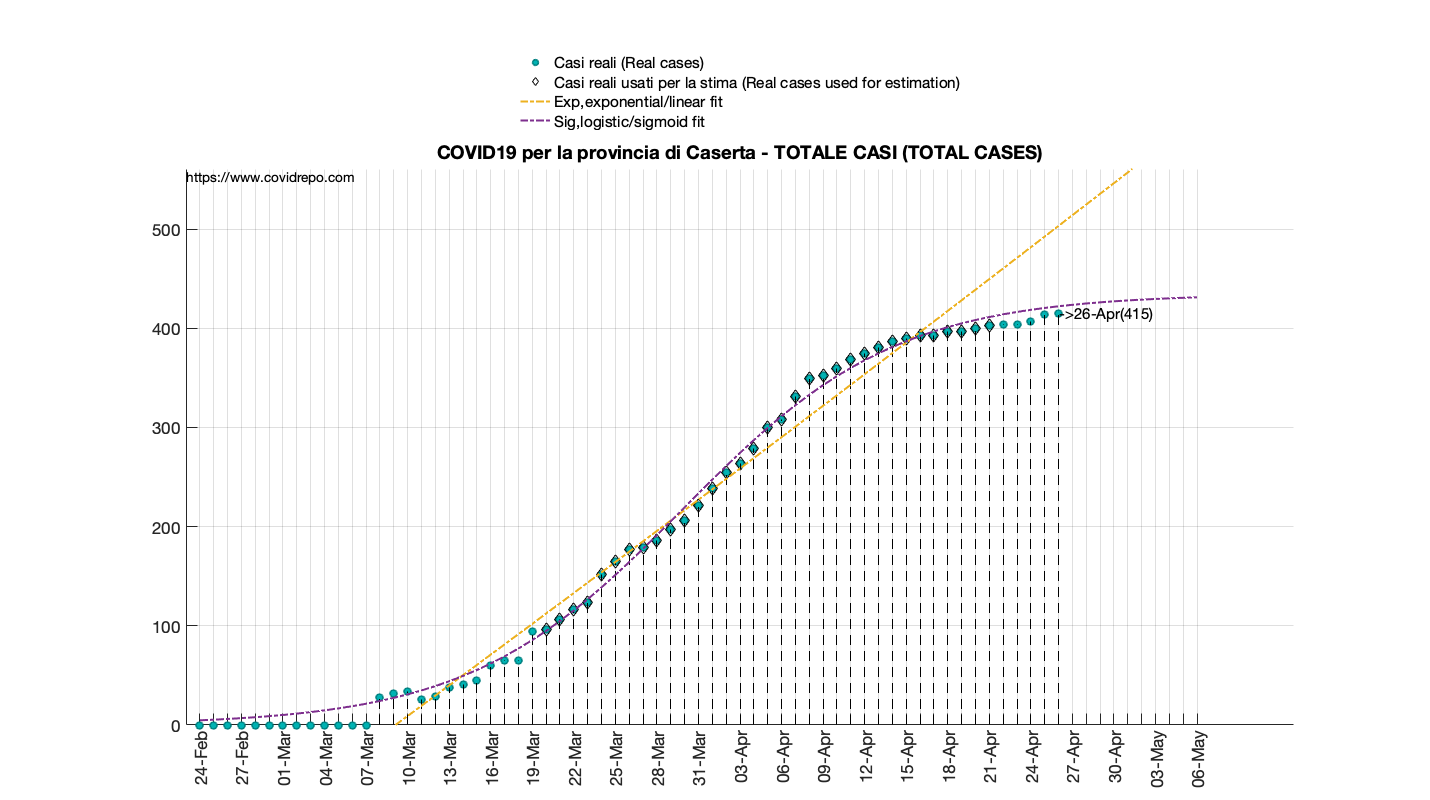 Casi reali (Real cases)
Casi reali usati per la stima (Real cases used for estimation)
Exp,exponential/linear fit
Sig,logistic/sigmoid fit
COVID19 per la provincia di Caserta - TOTALE CASI (TOTAL CASES)
https://www.covidrepo.com
500
400
300
200
100
0
>26-Apr(415)
24-Feb
27-Feb
01-Mar
04-Mar
07-Mar
10-Mar
13-Mar
16-Mar
19-Mar
22-Mar
25-Mar
28-Mar
31-Mar
03-Apr
06-Apr
09-Apr
12-Apr
15-Apr
18-Apr
21-Apr
24-Apr
27-Apr
30-Apr
03-May
06-May